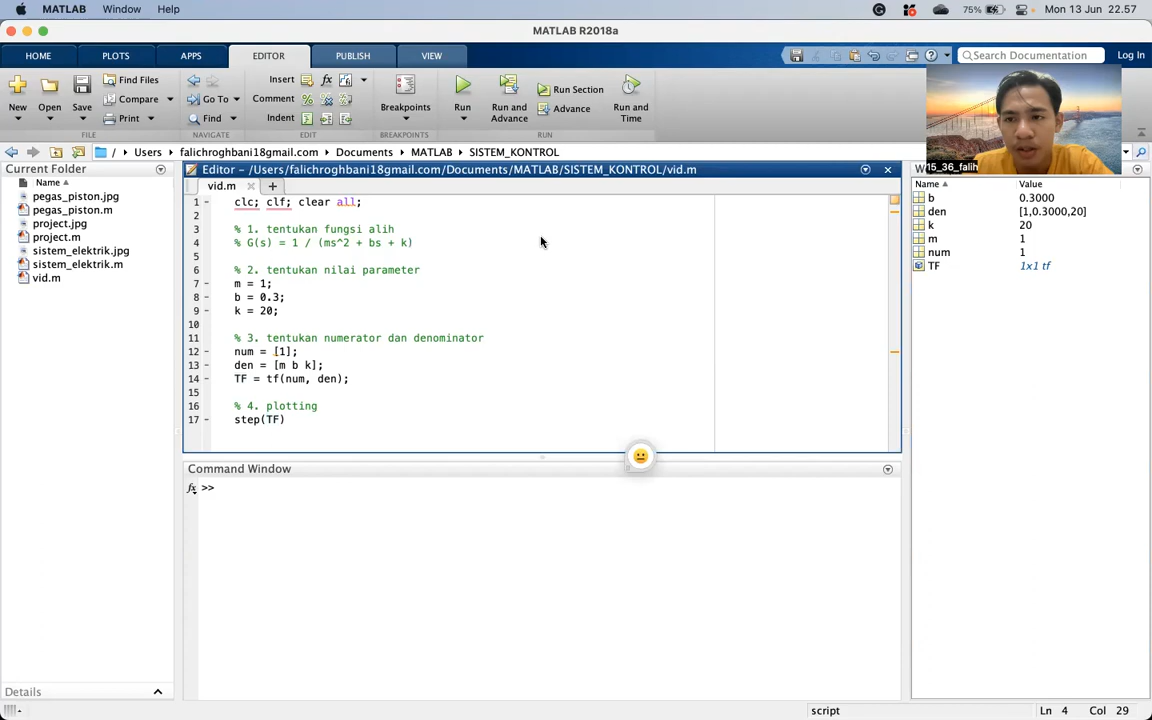 MATLAB Window Help
75% Mon 13 Jun 22.57
MATLAB R2018a
HOME PLOTS APPS EDITOR PUBLISH VIEW
Search Documentation Log In
New Open Save Find Files Compare Print
FILE
Go To Find
NAVIGATE
Insert fx
Comment
Indent
EDIT
Breakpoints
BREAKPOINTS
Run Run and Advance Run Section Advance Run and Time
RUN
15_36_falih
/ Users falichroghbani18gmail.com Documents MATLAB SISTEM_KONTROL
Current Folder
Name
pegas_piston.jpg
pegas_piston.m
project.jpg
project.m
sistem_elektrik.jpg
sistem_elektrik.m
vid.m
Details
Editor - /Users/falichroghbani18gmail.com/Documents/MATLAB/SISTEM_KONTROL/vid.m
vid.m
1 - clc; clf; clear all;
2
3 % 1. tentukan fungsi alih
4 % G(s) = 1 / (ms^2 + bs + k)
5
6 % 2. tentukan nilai parameter
7 - m = 1;
8 - b = 0.3;
9 - k = 20;
10
11 % 3. tentukan numerator dan denominator
12 - num = [1];
13 - den = [m b k];
14 - TF = tf(num, den);
15
16 % 4. plotting
17 - step(TF)
Command Window
fx >>
Name Value
b 0.3000
den [1,0.3000,20]
k 20
m 1
num 1
TF 1x1 tf
script Ln 4 Col 29